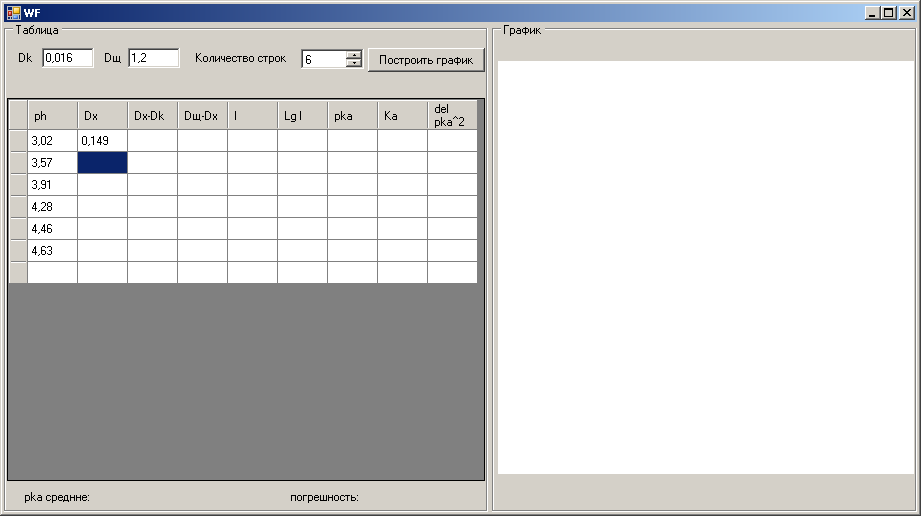 WF
Таблица
Dk 0,016 Dщ 1,2 Количество строк 6 Построить график
ph Dx Dx-Dk Dщ-Dx I Lg I pka Ka del pka^2
3,02 0,149
3,57
3,91
4,28
4,46
4,63
pka среднне: погрешность:
График